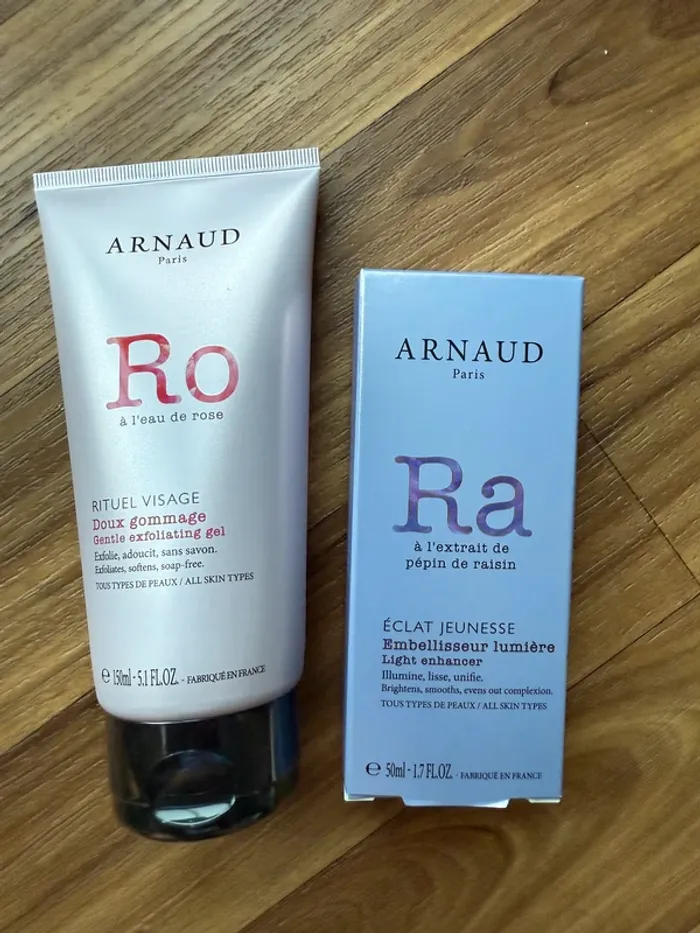 ARNAUD
Paris
Ro
à l'eau de rose
RITUEL VISAGE
Doux gommage
Gentle exfoliating gel
Exfolie, adoucit, sans savon.
Exfoliates, softens, soap-free.
TOUS TYPES DE PEAUX / ALL SKIN TYPES
℮ 150ml - 5.1 FL.OZ. - FABRIQUÉ EN FRANCE
ARNAUD
Paris
Ra
à l'extrait de
pépin de raisin
ÉCLAT JEUNESSE
Embellisseur lumière
Light enhancer
Illumine, lisse, unifie.
Brightens, smooths, evens out complexion.
TOUS TYPES DE PEAUX / ALL SKIN TYPES
℮ 50ml - 1.7 FL.OZ. - FABRIQUÉ EN FRANCE